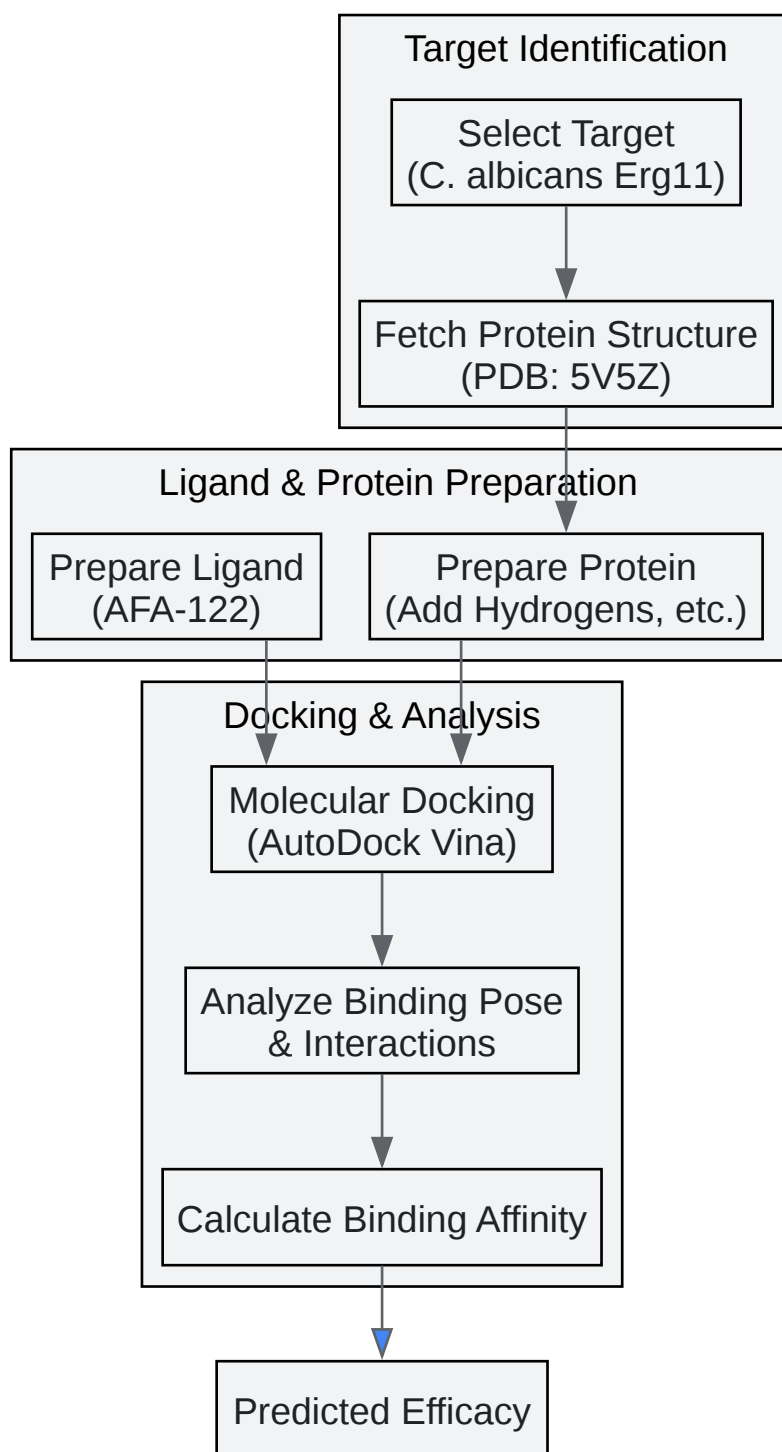 Target Identification
Select Target
(C. albicans Erg11)
Fetch Protein Structure
(PDB: 5V5Z)
Ligand & Protein Preparation
Prepare Ligand
(AFA-122)
Prepare Protein
(Add Hydrogens, etc.)
Docking & Analysis
Molecular Docking
(AutoDock Vina)
Analyze Binding Pose
& Interactions
Calculate Binding Affinity
Predicted Efficacy